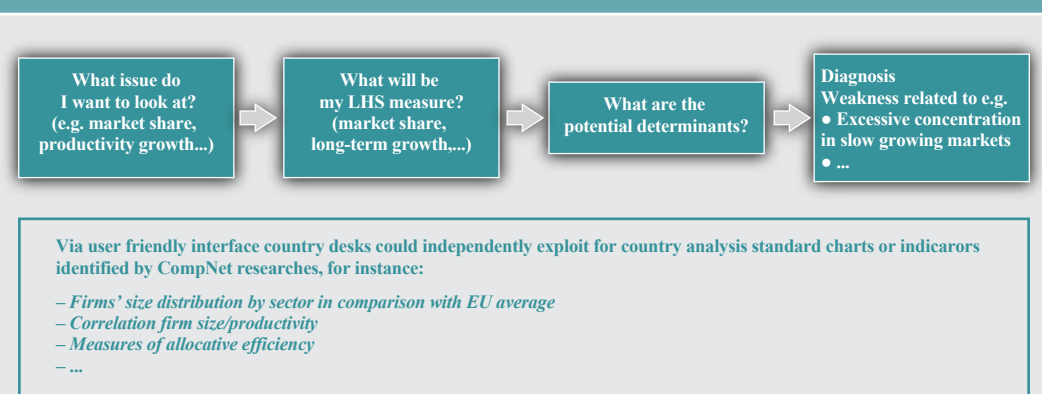 What issue do
I want to look at?
(e.g. market share,
productivity growth...)
What will be
my LHS measure?
(market share,
long-term growth,...)
What are the
potential determinants?
Diagnosis
Weakness related to e.g.
● Excessive concentration
in slow growing markets
● ...
Via user friendly interface country desks could independently exploit for country analysis standard charts or indicarors
identified by CompNet researches, for instance:
– Firms’ size distribution by sector in comparison with EU average
– Correlation firm size/productivity
– Measures of allocative efficiency
– ...